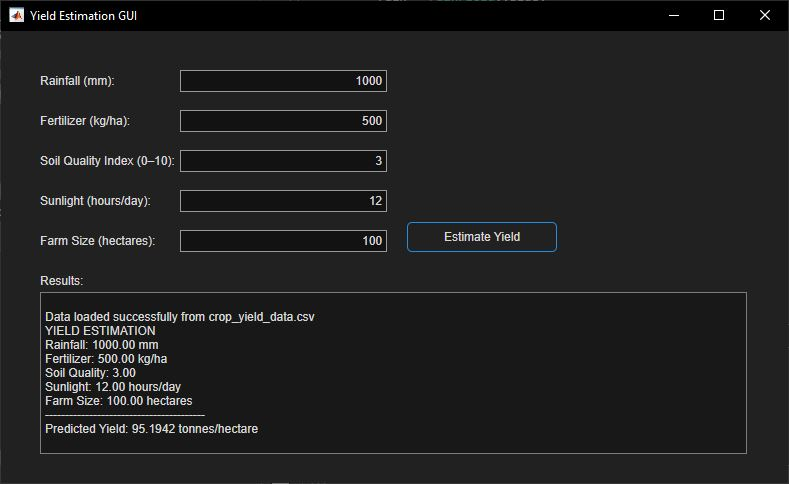 Yield Estimation GUI
Rainfall (mm): 1000
Fertilizer (kg/ha): 500
Soil Quality Index (0–10): 3
Sunlight (hours/day): 12
Farm Size (hectares): 100 Estimate Yield
Results:
Data loaded successfully from crop_yield_data.csv
YIELD ESTIMATION
Rainfall: 1000.00 mm
Fertilizer: 500.00 kg/ha
Soil Quality: 3.00
Sunlight: 12.00 hours/day
Farm Size: 100.00 hectares
----------------------------------------
Predicted Yield: 95.1942 tonnes/hectare